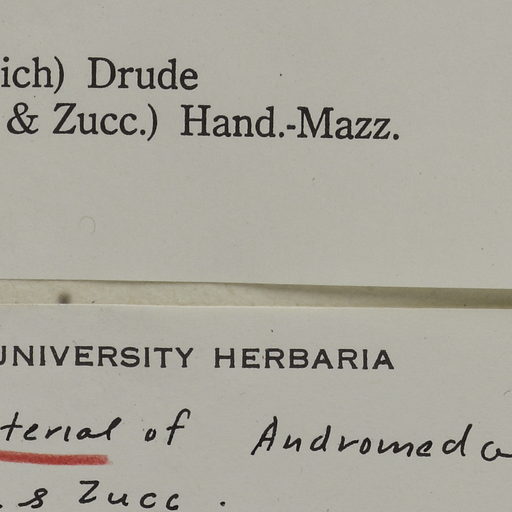 ich) Drude
& Zucc.) Hand.-Mazz.
UNIVERSITY HERBARIA
terial of Andromeda
. & Zucc.